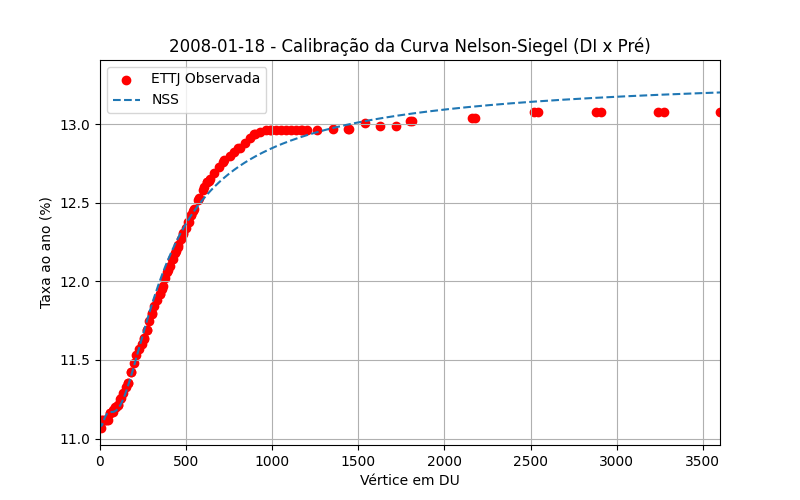 2008-01-18 - Calibração da Curva Nelson-Siegel (DI x Pré)
ETTJ Observada
NSS
Taxa ao ano (%)
13.0
12.5
12.0
11.5
11.0
0 500 1000 1500 2000 2500 3000 3500
Vértice em DU